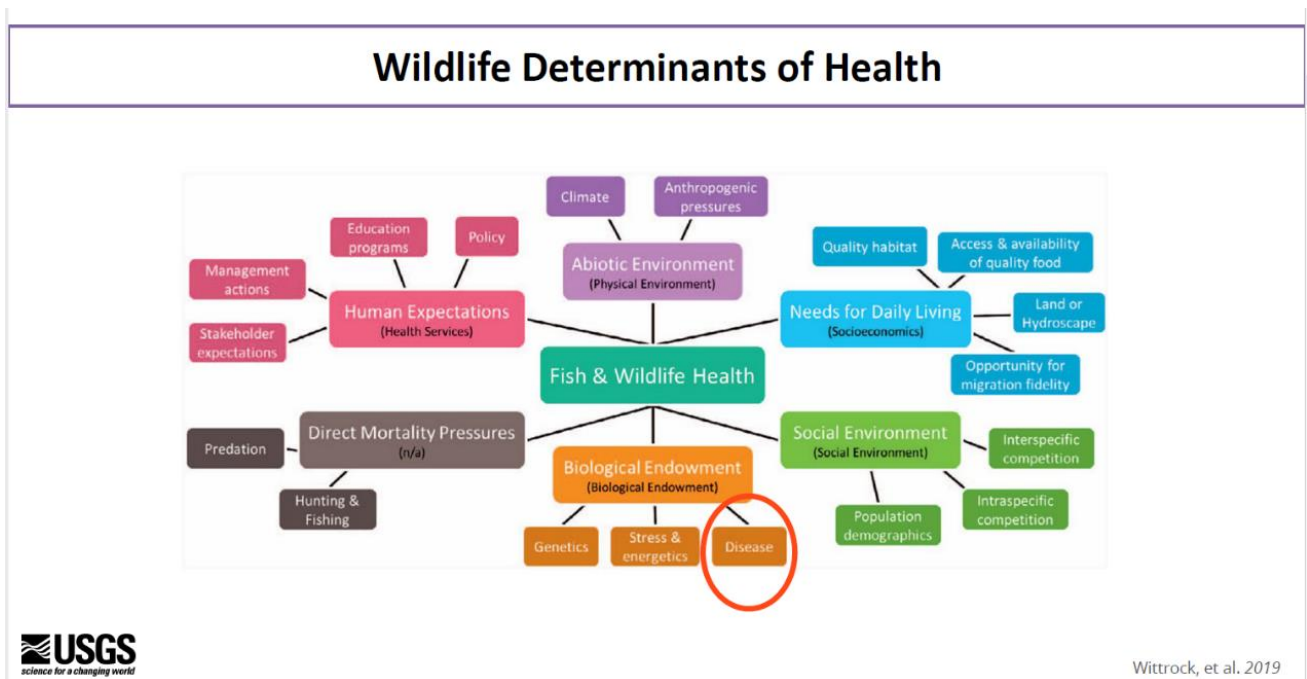 Wildlife Determinants of Health
Climate
Anthropogenic
pressures
Education
programs
Policy
Quality habitat
Access & availability
of quality food
Management
actions
Abiotic Environment
(Physical Environment)
Human Expectations
(Health Services)
Needs for Daily Living
(Socioeconomics)
Land or
Hydroscape
Stakeholder
expectations
Fish & Wildlife Health
Opportunity for
migration fidelity
Predation
Direct Mortality Pressures
(n/a)
Social Environment
(Social Environment)
Interspecific
competition
Biological Endowment
(Biological Endowment)
Hunting &
Fishing
Population
demographics
Intraspecific
competition
Genetics
Stress &
energetics
Disease
USGS
science for a changing world
Wittrock, et al. 2019